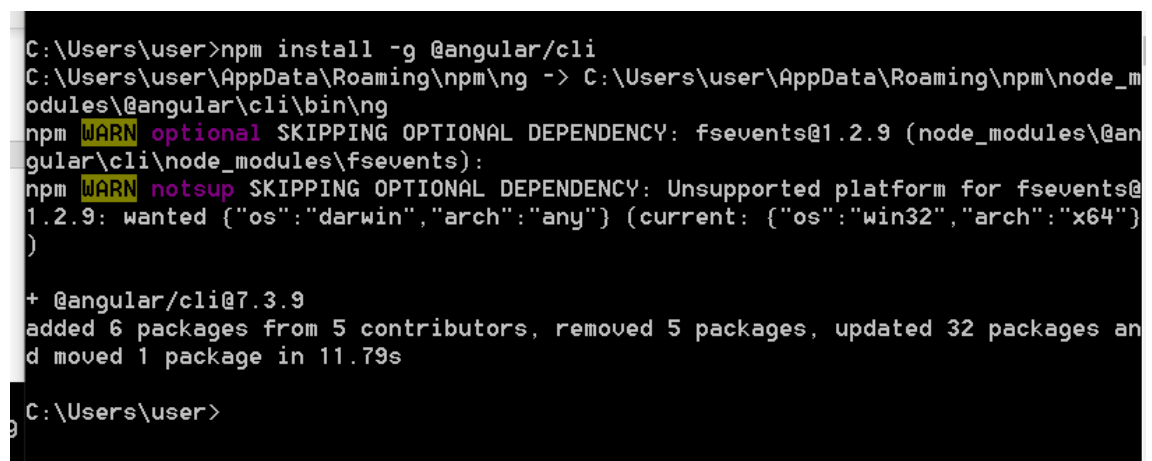 C:\Users\user>npm install -g @angular/cli
C:\Users\user\AppData\Roaming\npm\ng -> C:\Users\user\AppData\Roaming\npm\node_m
odules\@angular\cli\bin\ng
npm WARN optional SKIPPING OPTIONAL DEPENDENCY: fsevents@1.2.9 (node_modules\@an
gular\cli\node_modules\fsevents):
npm WARN notsup SKIPPING OPTIONAL DEPENDENCY: Unsupported platform for fsevents@
1.2.9: wanted {"os":"darwin","arch":"any"} (current: {"os":"win32","arch":"x64"}
)
+ @angular/cli@7.3.9
added 6 packages from 5 contributors, removed 5 packages, updated 32 packages an
d moved 1 package in 11.79s
C:\Users\user>